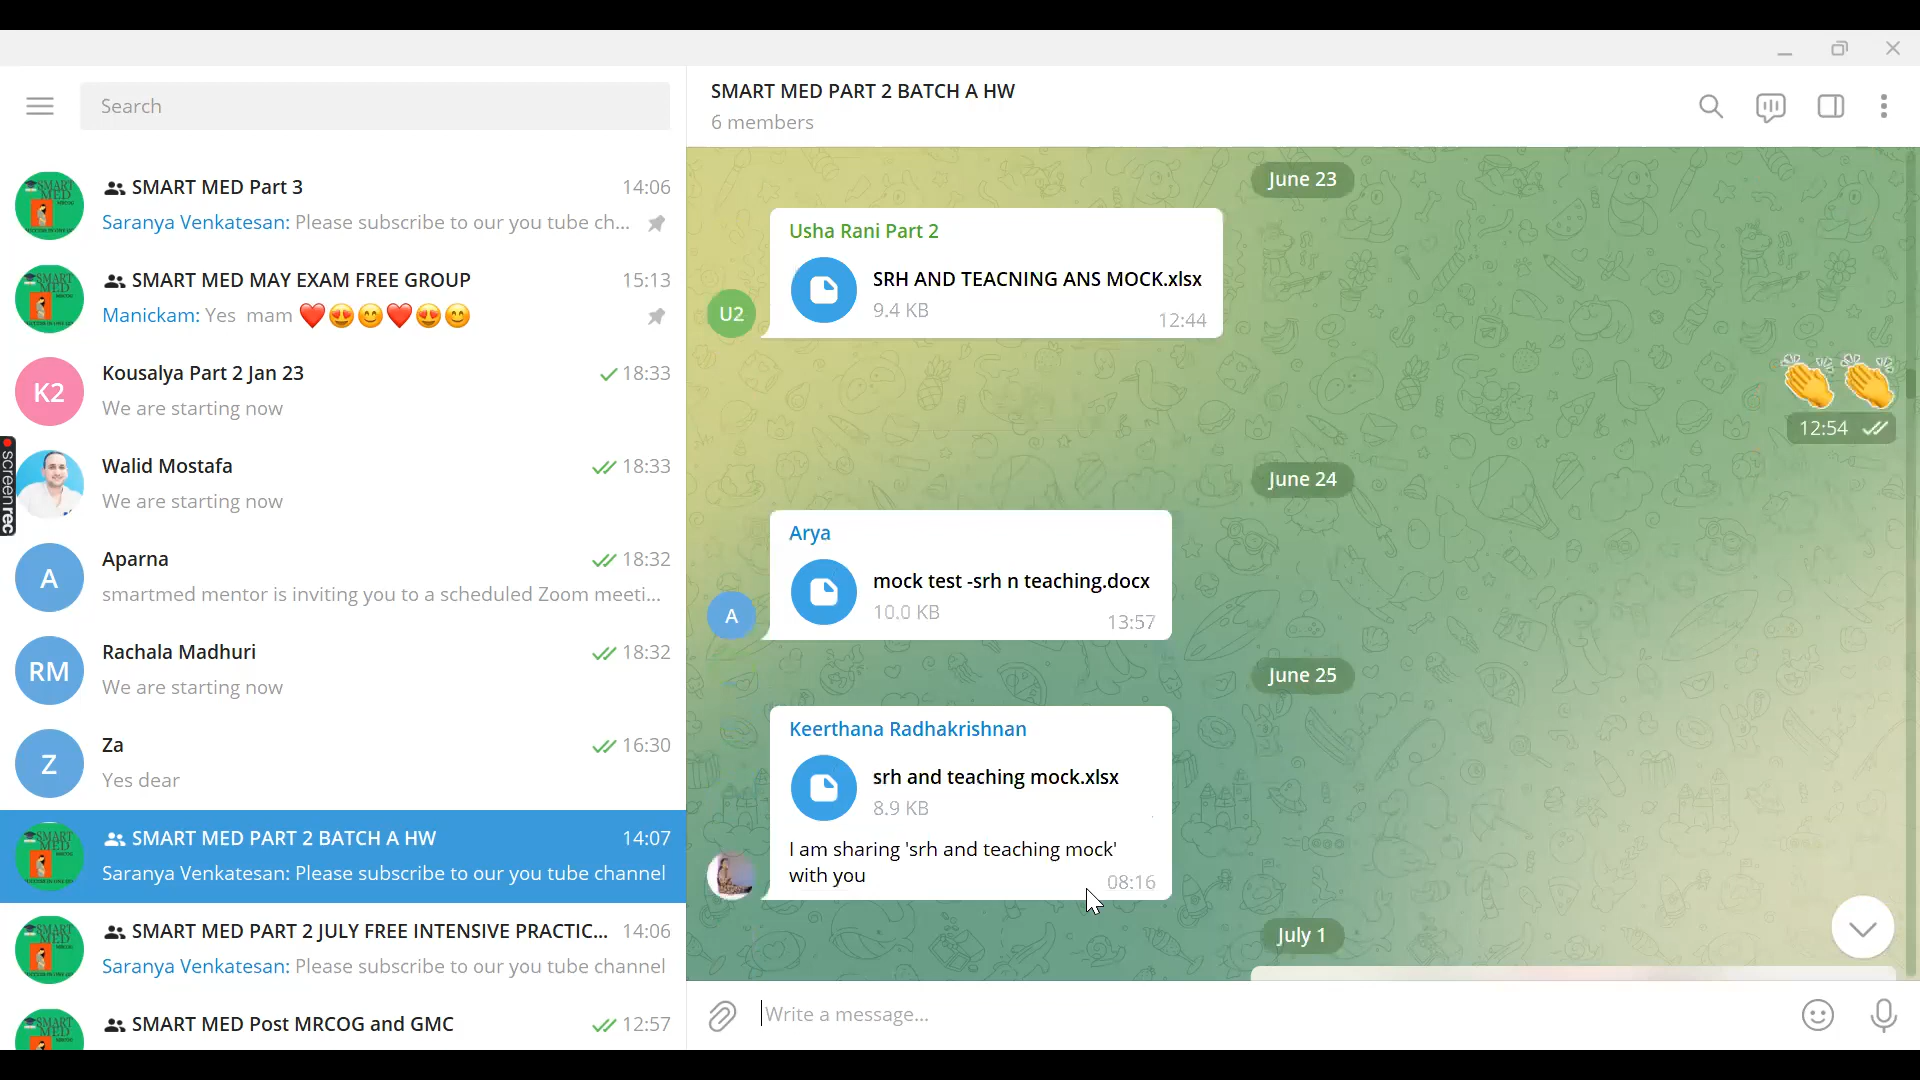 SMART MED PART 2 BATCH A HW
6 members
Search
SMART MED Part 3 14:06
Saranya Venkatesan: Please subscribe to our you tube ch...
SMART MED MAY EXAM FREE GROUP 15:13
Manickam: Yes mam ❤️😍😊❤️😍😊
K2
Kousalya Part 2 Jan 23 18:33
We are starting now
Walid Mostafa 18:33
We are starting now
screenrec
A
Aparna 18:32
smartmed mentor is inviting you to a scheduled Zoom meeti...
RM
Rachala Madhuri 18:32
We are starting now
Z
Za 16:30
Yes dear
SMART MED PART 2 BATCH A HW 14:07
Saranya Venkatesan: Please subscribe to our you tube channel
SMART MED PART 2 JULY FREE INTENSIVE PRACTIC... 14:06
Saranya Venkatesan: Please subscribe to our you tube channel
SMART MED Post MRCOG and GMC 12:57
June 23
Usha Rani Part 2
SRH AND TEACNING ANS MOCK.xlsx
9.4 KB
12:44
U2
👏👏
12:54
June 24
Arya
mock test -srh n teaching.docx
10.0 KB
13:57
A
June 25
Keerthana Radhakrishnan
srh and teaching mock.xlsx
8.9 KB
I am sharing 'srh and teaching mock'
with you
08:16
July 1
Write a message...